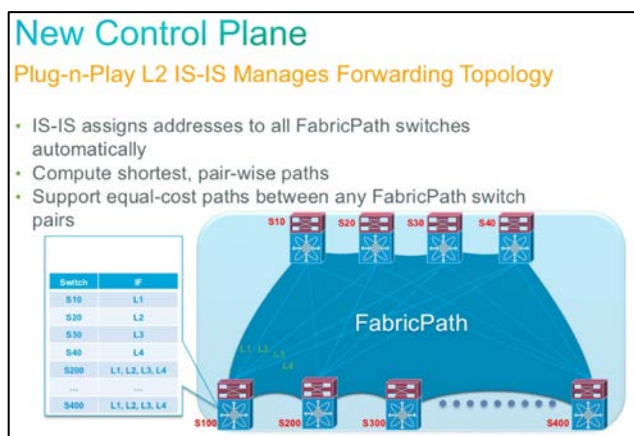 New Control Plane
Plug-n-Play L2 IS-IS Manages Forwarding Topology
• IS-IS assigns addresses to all FabricPath switches
automatically
• Compute shortest, pair-wise paths
• Support equal-cost paths between any FabricPath switch
pairs
S10 S20 S30 S40
Switch IF
S10 L1
S20 L2
S30 L3
S40 L4
S200 L1, L2, L3, L4
... ...
S400 L1, L2, L3, L4
FabricPath
L1 L2 L3
L4
S100 S200 S300 S400